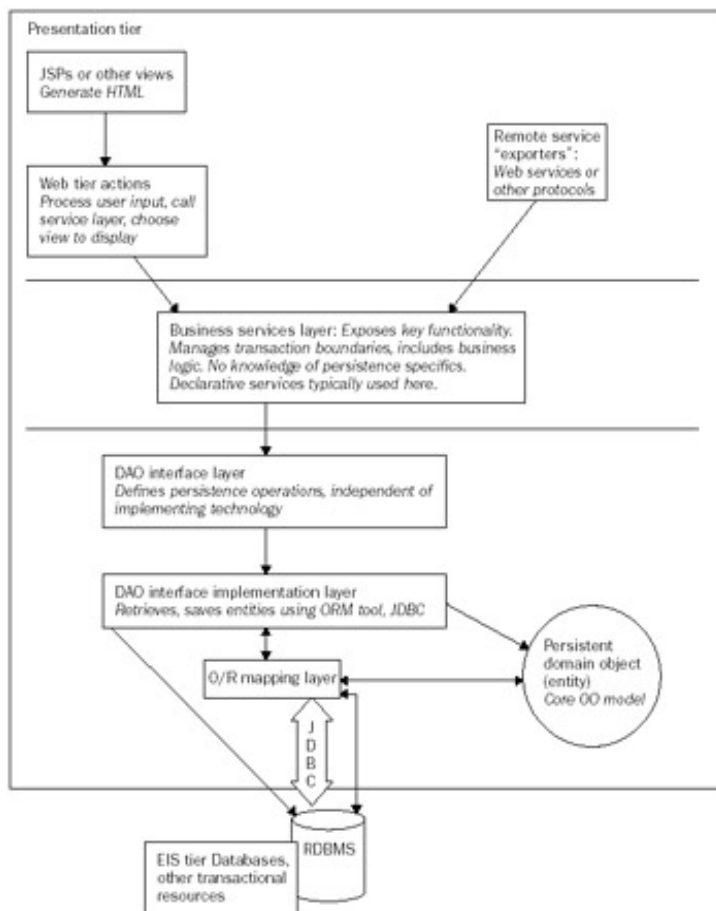 Presentation tier
JSPs or other views
Generate HTML
Remote service
"exporters":
Web services or
other protocols
Web tier actions
Process user input, call
service layer, choose
view to display
Business services layer: Exposes key functionality.
Manages transaction boundaries, includes business
logic. No knowledge of persistence specifics.
Declarative services typically used here.
DAO interface layer
Defines persistence operations, independent of
implementing technology
DAO interface implementation layer
Retrieves, saves entities using ORM tool, JDBC
Persistent
domain object
(entity)
Core OO model
O/R mapping layer
J
D
B
C
RDBMS
EIS tier Databases,
other transactional
resources